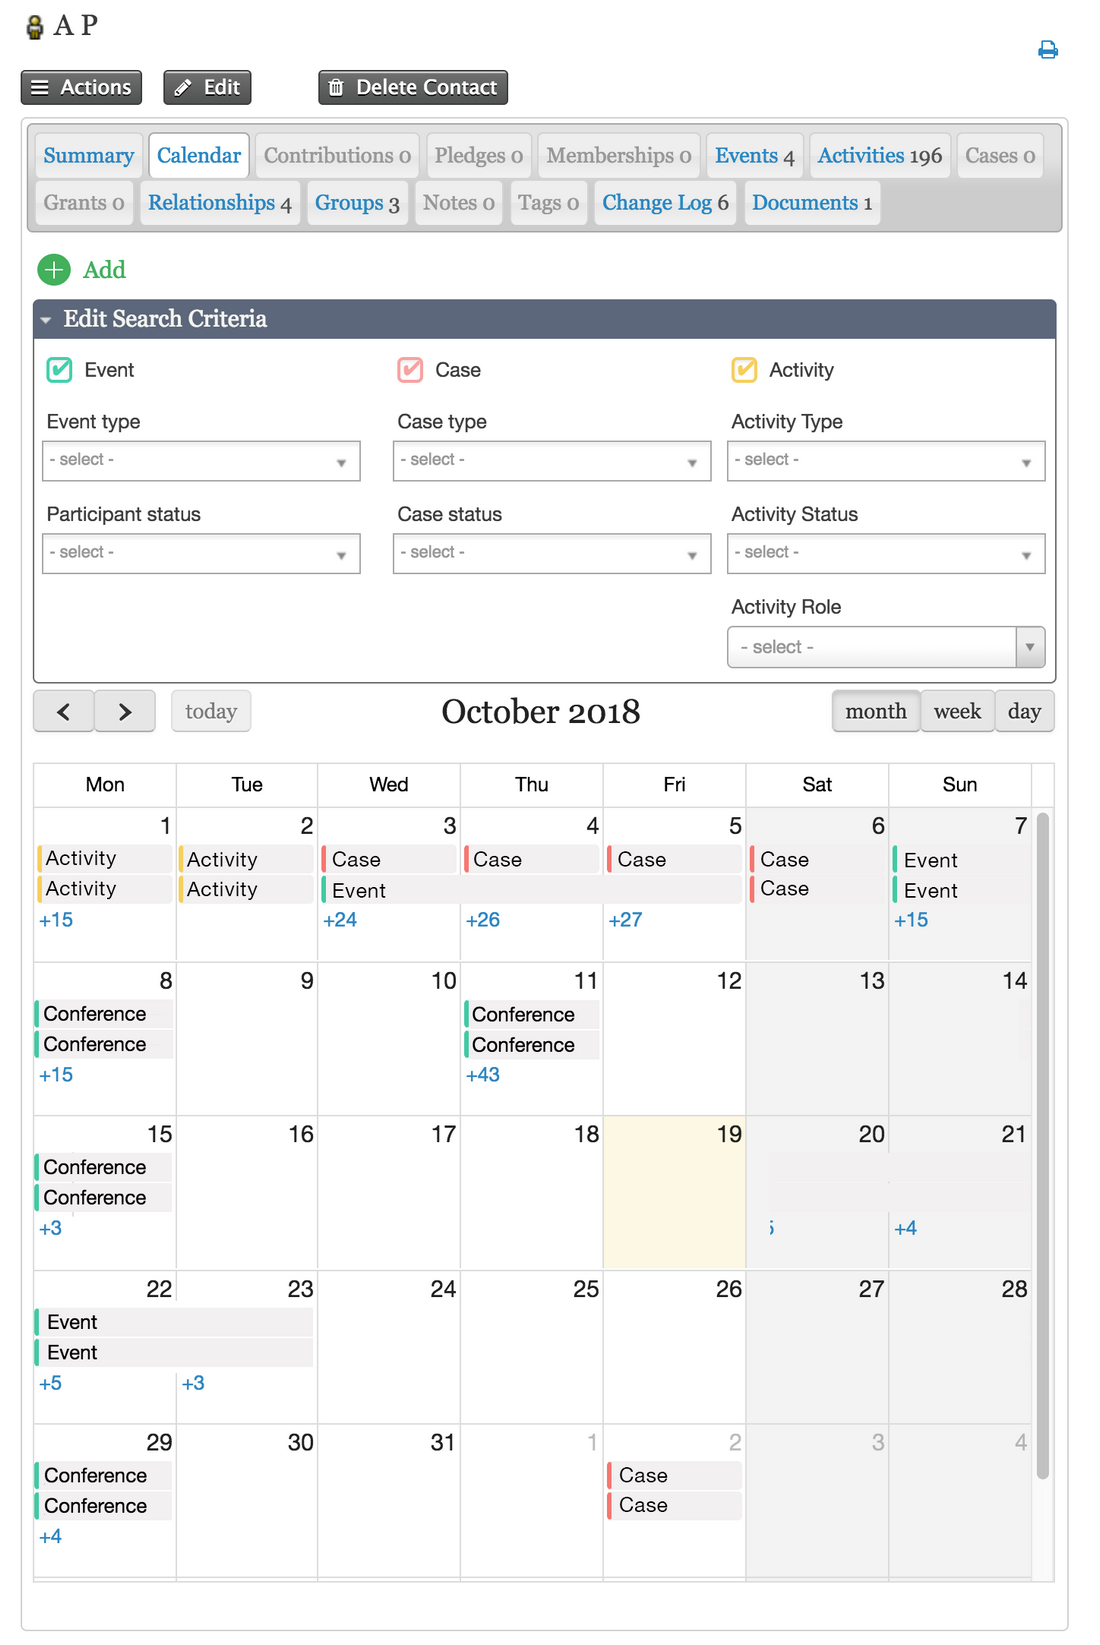 A P
Actions Edit Delete Contact
Summary Calendar Contributions 0 Pledges 0 Memberships 0 Events 4 Activities 196 Cases 0
Grants 0 Relationships 4 Groups 3 Notes 0 Tags 0 Change Log 6 Documents 1
Add
Edit Search Criteria
Event Case Activity
Event type Case type Activity Type
- select - - select - - select -
Participant status Case status Activity Status
- select - - select - - select -
Activity Role
- select -
today October 2018 month week day
Mon Tue Wed Thu Fri Sat Sun
1 2 3 4 5 6 7
Activity Activity Case Case Case Case Event
Activity Activity Event Case Event
+15 +24 +26 +27 +15
8 9 10 11 12 13 14
Conference Conference
Conference Conference
+15 +43
15 16 17 18 19 20 21
Conference
Conference
+3 +4
22 23 24 25 26 27 28
Event
Event
+5 +3
29 30 31 1 2 3 4
Conference Case
Conference Case
+4